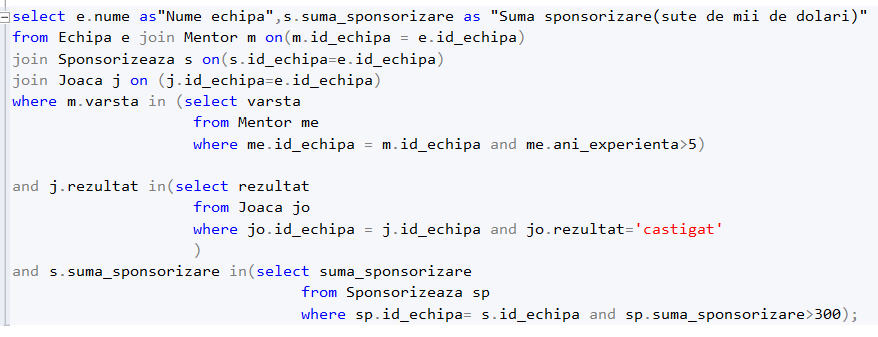 select e.nume as"Nume echipa",s.suma_sponsorizare as "Suma sponsorizare(sute de mii de dolari)"
from Echipa e join Mentor m on(m.id_echipa = e.id_echipa)
join Sponsorizeaza s on(s.id_echipa=e.id_echipa)
join Joaca j on (j.id_echipa=e.id_echipa)
where m.varsta in (select varsta
from Mentor me
where me.id_echipa = m.id_echipa and me.ani_experienta>5)
and j.rezultat in(select rezultat
from Joaca jo
where jo.id_echipa = j.id_echipa and jo.rezultat='castigat'
)
and s.suma_sponsorizare in(select suma_sponsorizare
from Sponsorizeaza sp
where sp.id_echipa= s.id_echipa and sp.suma_sponsorizare>300);